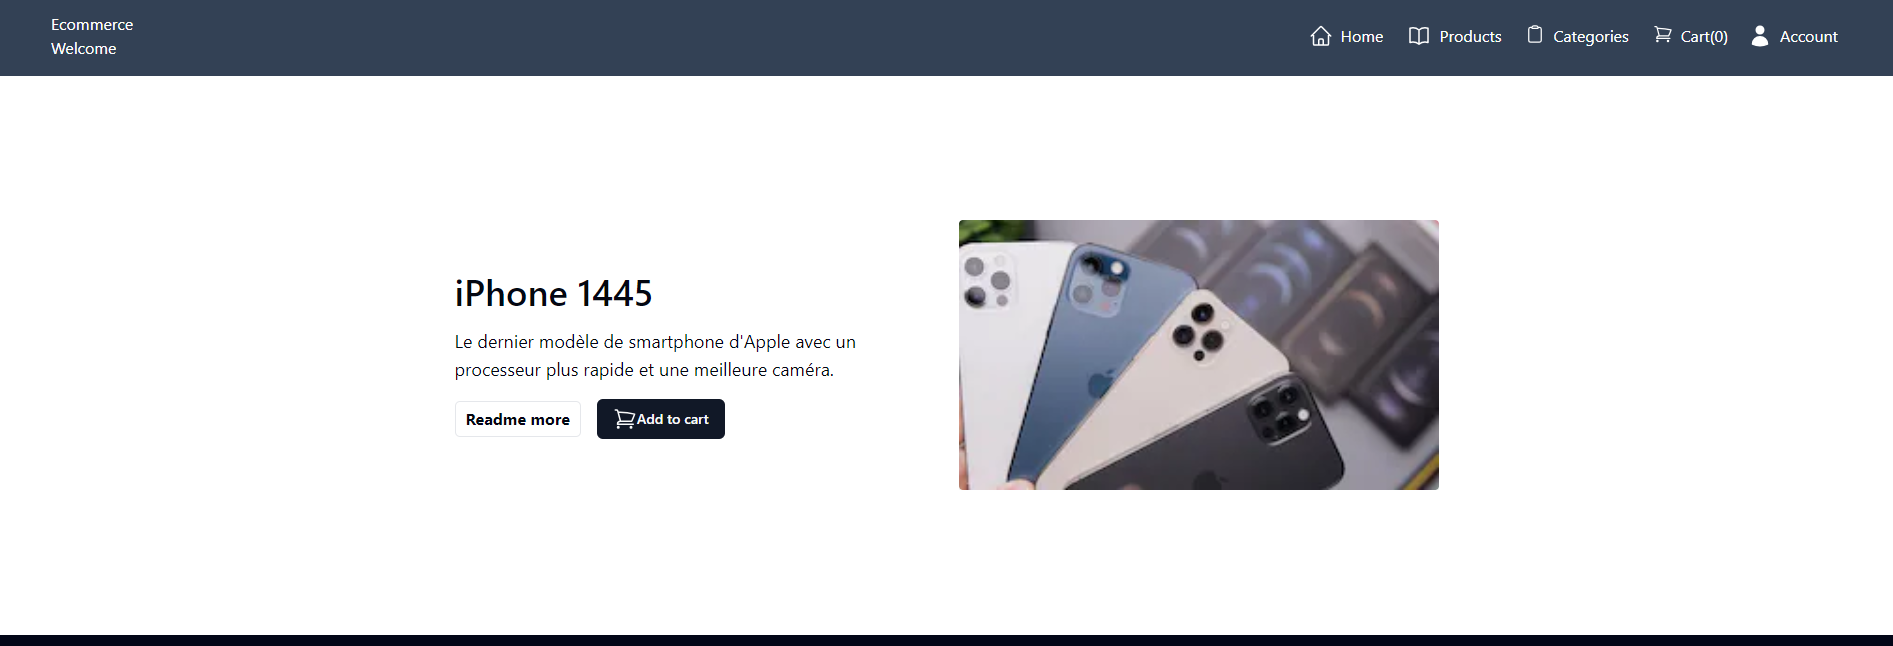 Ecommerce
Welcome
Home
Products
Categories
Cart(0)
Account
iPhone 1445
Le dernier modèle de smartphone d'Apple avec un
processeur plus rapide et une meilleure caméra.
Readme more
Add to cart